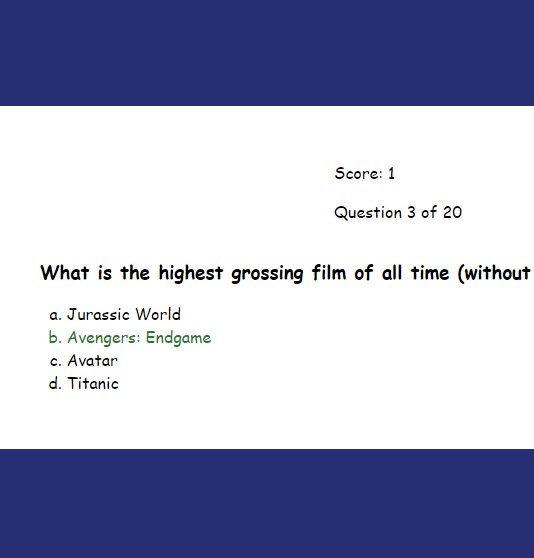 Score: 1
Question 3 of 20
What is the highest grossing film of all time (without
a. Jurassic World
b. Avengers: Endgame
c. Avatar
d. Titanic